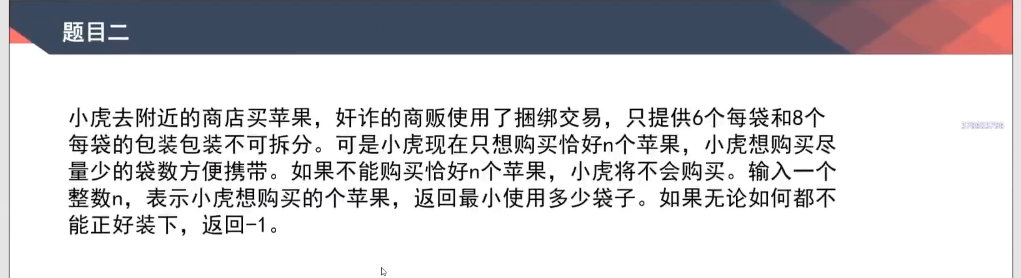 题目二
小虎去附近的商店买苹果，奸诈的商贩使用了捆绑交易，只提供6个每袋和8个
每袋的包装包装不可拆分。可是小虎现在只想购买恰好n个苹果，小虎想购买尽
量少的袋数方便携带。如果不能购买恰好n个苹果，小虎将不会购买。输入一个
整数n，表示小虎想购买的个苹果，返回最小使用多少袋子。如果无论如何都不
能正好装下，返回-1。